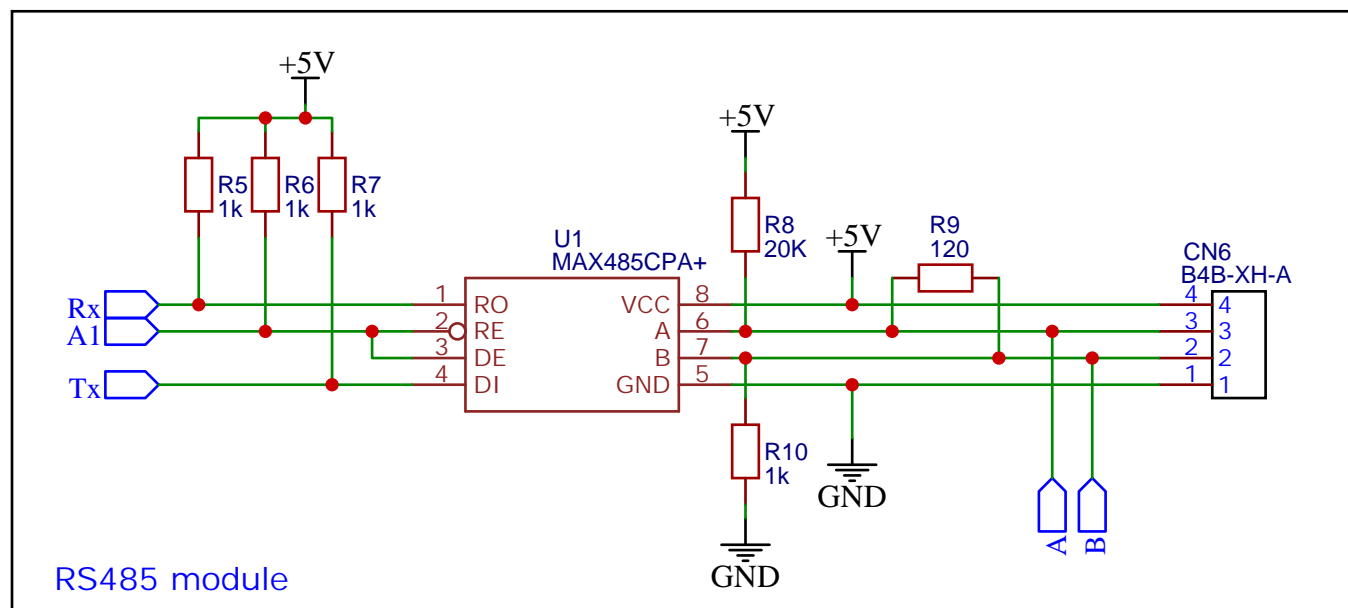 +5V
R5
1k
R6
1k
R7
1k
+5V
R8
20K
+5V
R9
120
CN6
B4B-XH-A
U1
MAX485CPA+
Rx
A1
Tx
1
2
3
4
RO
RE
DE
DI
VCC
A
B
GND
8
6
7
5
4
3
2
1
4
3
2
1
R10
1k
GND
GND
A
B
RS485 module